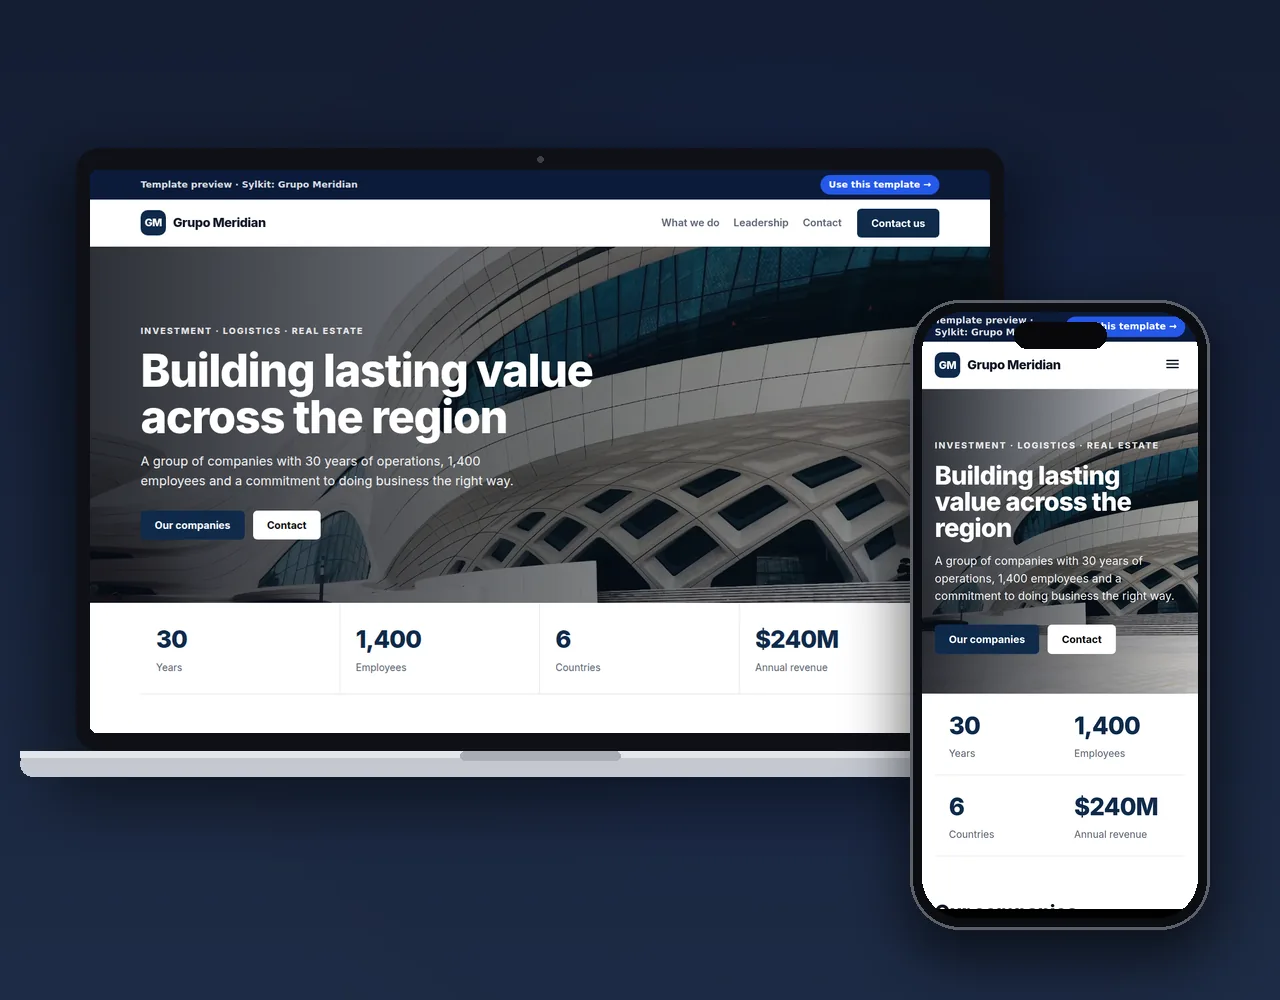 Template preview · Sylkit: Grupo Meridian
Use this template →
GM Grupo Meridian
What we do
Leadership
Contact
Contact us
INVESTMENT · LOGISTICS · REAL ESTATE
Building lasting value
across the region
A group of companies with 30 years of operations, 1,400
employees and a commitment to doing business the right way.
Our companies
Contact
30
Years
1,400
Employees
6
Countries
$240M
Annual revenue
Template preview ·
Sylkit: Grupo M
this template →
GM Grupo Meridian
INVESTMENT · LOGISTICS · REAL ESTATE
Building lasting
value across the
region
A group of companies with 30 years of
operations, 1,400 employees and a
commitment to doing business the right way.
Our companies
Contact
30
Years
1,400
Employees
6
Countries
$240M
Annual revenue